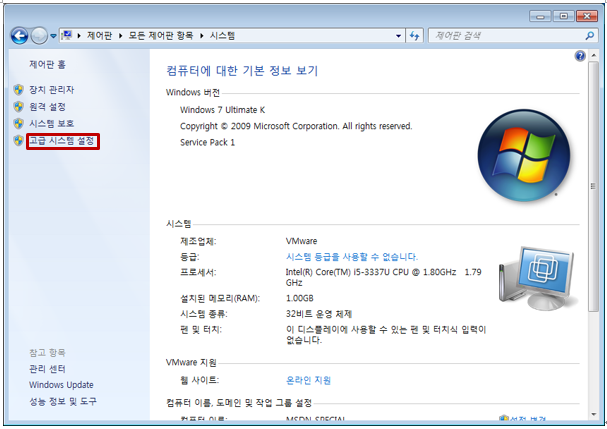 제어판 ▸ 모든 제어판 항목 ▸ 시스템
제어판 검색
제어판 홈
장치 관리자
원격 설정
시스템 보호
고급 시스템 설정
참고 항목
관리 센터
Windows Update
성능 정보 및 도구
컴퓨터에 대한 기본 정보 보기
Windows 버전
Windows 7 Ultimate K
Copyright © 2009 Microsoft Corporation. All rights reserved.
Service Pack 1
시스템
제조업체: VMware
등급: 시스템 등급을 사용할 수 없습니다.
프로세서: Intel(R) Core(TM) i5-3337U CPU @ 1.80GHz 1.79
GHz
설치된 메모리(RAM): 1.00GB
시스템 종류: 32비트 운영 체제
펜 및 터치: 이 디스플레이에 사용할 수 있는 펜 및 터치식 입력이
없습니다.
VMware 지원
웹 사이트: 온라인 지원
컴퓨터 이름, 도메인 및 작업 그룹 설정
컴퓨터 이름: MSDN-SPECIAL 설정 변경